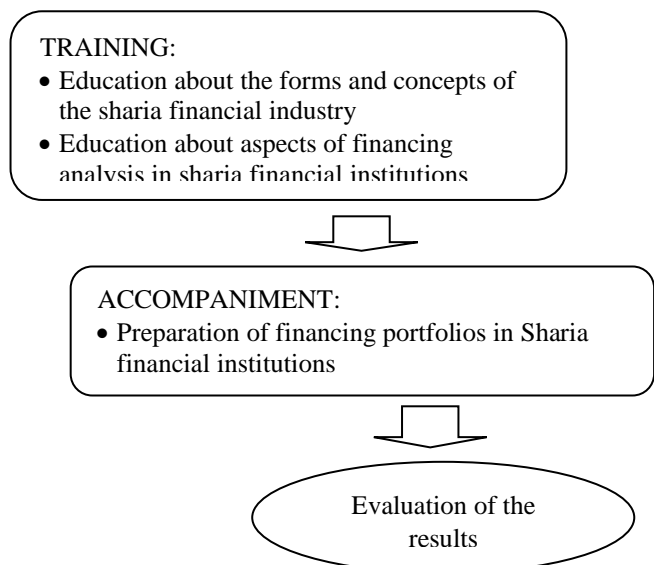 TRAINING:
• Education about the forms and concepts of
the sharia financial industry
• Education about aspects of financing
analysis in sharia financial institutions
ACCOMPANIMENT:
• Preparation of financing portfolios in Sharia
financial institutions
Evaluation of the
results